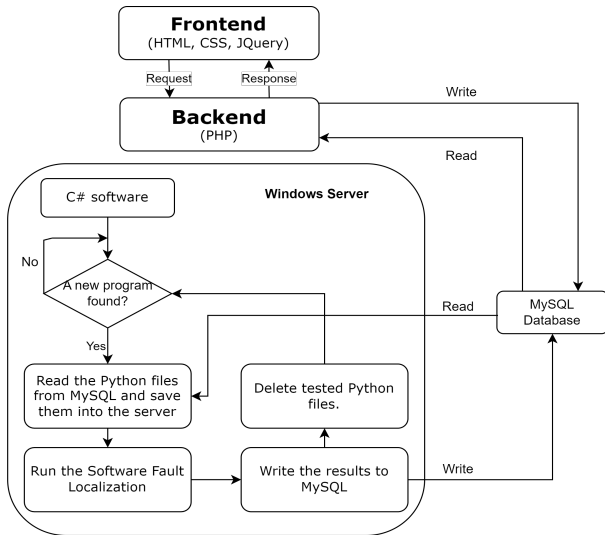 Frontend
(HTML, CSS, JQuery)
Request
Response
Backend
(PHP)
Write
Read
Windows Server
C# software
No
A new program
found?
Yes
Read
MySQL
Database
Read the Python files
from MySQL and save
them into the server
Delete tested Python
files.
Run the Software Fault
Localization
Write the results to
MySQL
Write